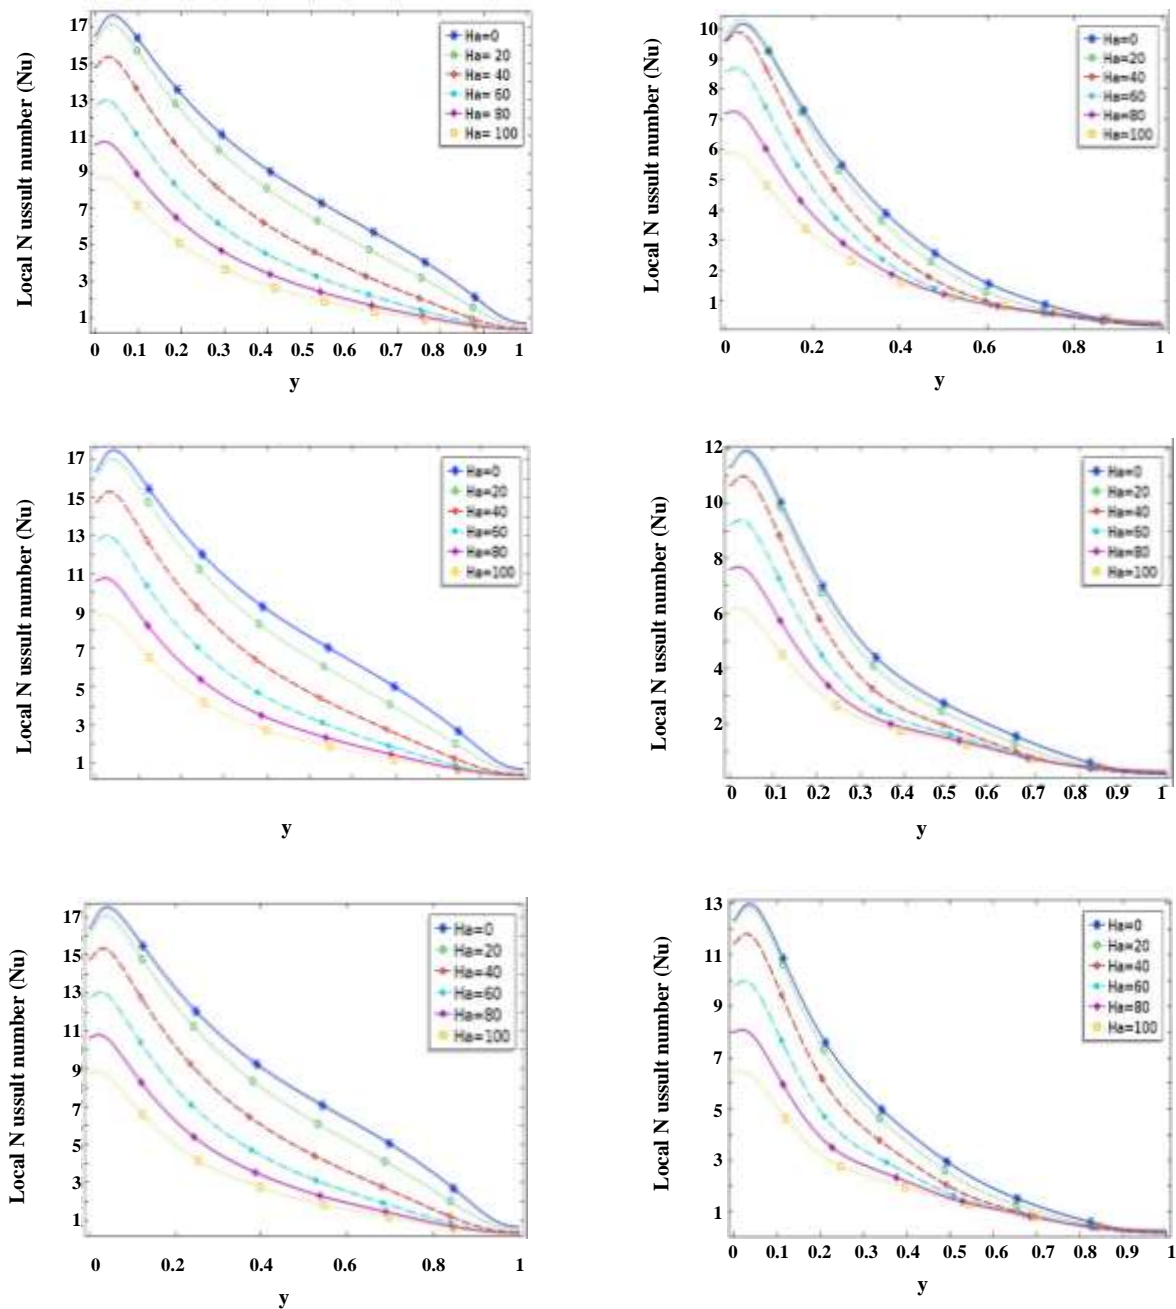 17
15
13
11
9
7
5
3
1
Local N ussult number (Nu)
Ha=0
Ha= 20
Ha= 40
Ha= 60
Ha= 80
Ha= 100
0 0.1 0.2 0.3 0.4 0.5 0.6 0.7 0.8 0.9 1
y
10
9
8
7
6
5
4
3
2
1
Local N ussult number (Nu)
Ha=0
Ha=20
Ha=40
Ha=60
Ha=80
Ha=100
0 0.2 0.4 0.6 0.8 1
y
17
15
13
11
9
7
5
3
1
Local N ussult number (Nu)
Ha=0
Ha=20
Ha=40
Ha=60
Ha=80
Ha=100
y
12
10
8
6
4
2
Local N ussult number (Nu)
Ha=0
Ha=20
Ha=40
Ha=60
Ha=80
Ha=100
0 0.1 0.2 0.3 0.4 0.5 0.6 0.7 0.8 0.9 1
y
17
15
13
11
9
7
5
3
1
Local N ussult number (Nu)
Ha=0
Ha=20
Ha=40
Ha=60
Ha=80
Ha=100
0 0.2 0.4 0.6 0.8 1
y
13
11
9
7
5
3
1
Local N ussult number (Nu)
Ha=0
Ha=20
Ha=40
Ha=60
Ha=80
Ha=100
0 0.1 0.2 0.3 0.4 0.5 0.6 0.7 0.8 0.9 1
y